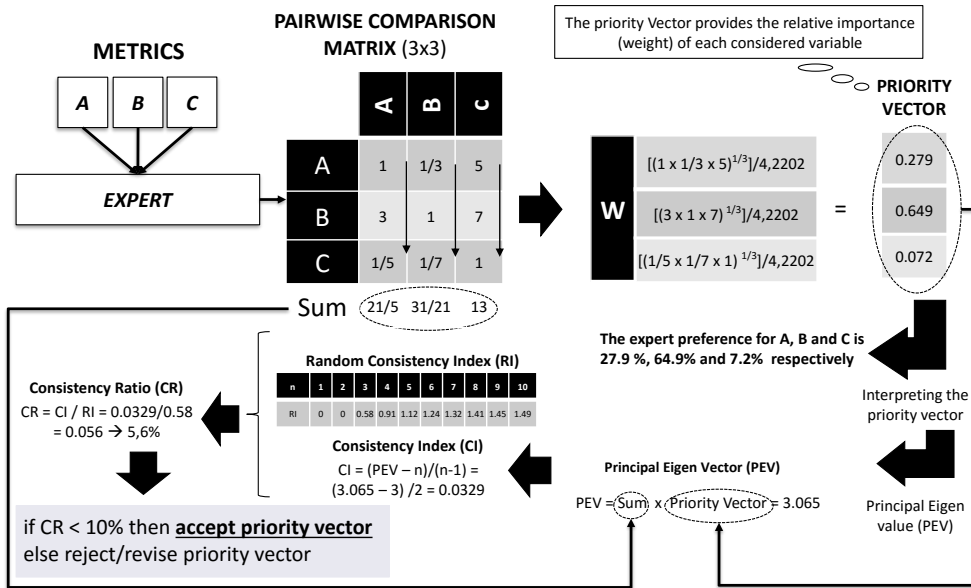 METRICS
A B C
EXPERT
PAIRWISE COMPARISON
MATRIX (3x3)
A B c
A 1 1/3 5
B 3 1 7
C 1/5 1/7 1
Sum 21/5 31/21 13
The priority Vector provides the relative importance
(weight) of each considered variable
PRIORITY
VECTOR
W
[(1 x 1/3 x 5)1/3]/4,2202
[(3 x 1 x 7) 1/3]/4,2202
[(1/5 x 1/7 x 1) 1/3]/4,2202
=
0.279
0.649
0.072
The expert preference for A, B and C is
27.9 %, 64.9% and 7.2% respectively
Interpreting the
priority vector
Principal Eigen
value (PEV)
Principal Eigen Vector (PEV)
PEV = Sum x Priority Vector = 3.065
Random Consistency Index (RI)
n 1 2 3 4 5 6 7 8 9 10
RI 0 0 0.58 0.91 1.12 1.24 1.32 1.41 1.45 1.49
Consistency Index (CI)
CI = (PEV – n)/(n-1) =
(3.065 – 3) /2 = 0.0329
Consistency Ratio (CR)
CR = CI / RI = 0.0329/0.58
= 0.056 → 5,6%
if CR < 10% then accept priority vector
else reject/revise priority vector